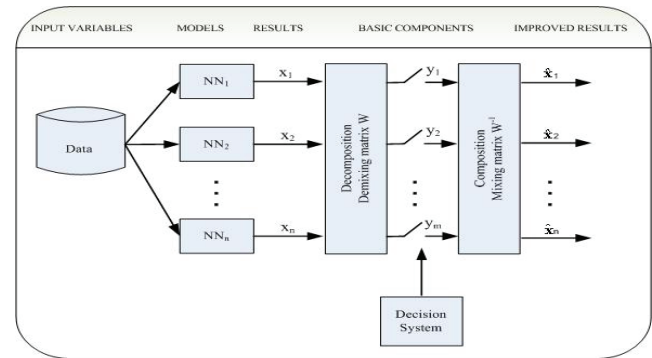 INPUT VARIABLES MODELS RESULTS BASIC COMPONENTS IMPROVED RESULTS
NN₁ x₁ y₁ x̂₁
Data
NN₂ x₂ y₂ x̂₂
NNₙ xₙ yₘ x̂ₙ
Decomposition
Demixing matrix W
Composition
Mixing matrix W⁻¹
Decision
System